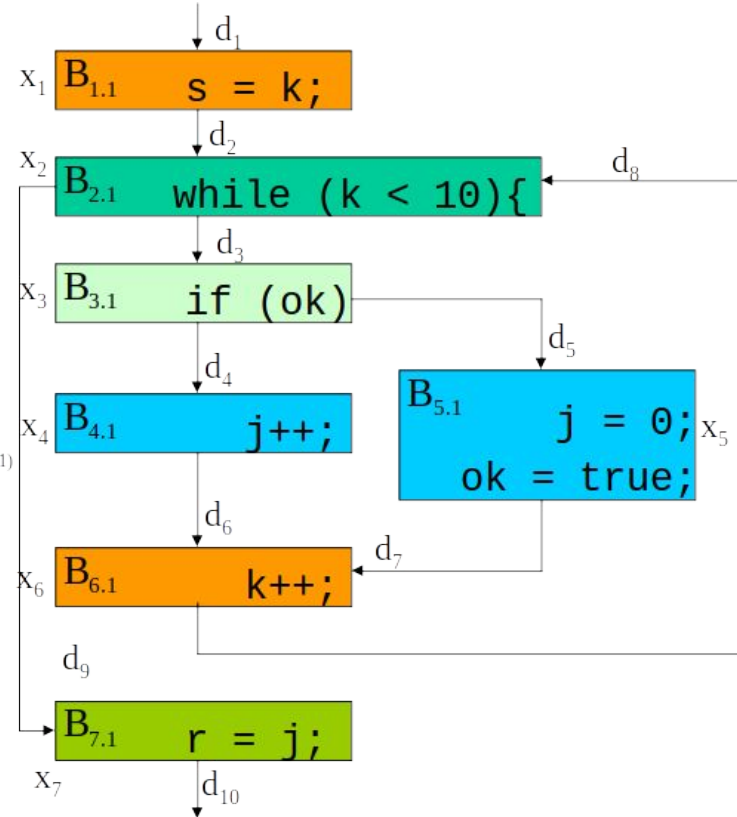 d₁
x₁ B₁.₁ s = k;
d₂
x₂ B₂.₁ while (k < 10){ d₈
d₃
x₃ B₃.₁ if (ok)
d₅
d₄
x₄ B₄.₁ j++;
B₅.₁ j = 0; x₅
ok = true;
1)
d₆
d₇
x₆ B₆.₁ k++;
d₉
B₇.₁ r = j;
x₇ d₁₀